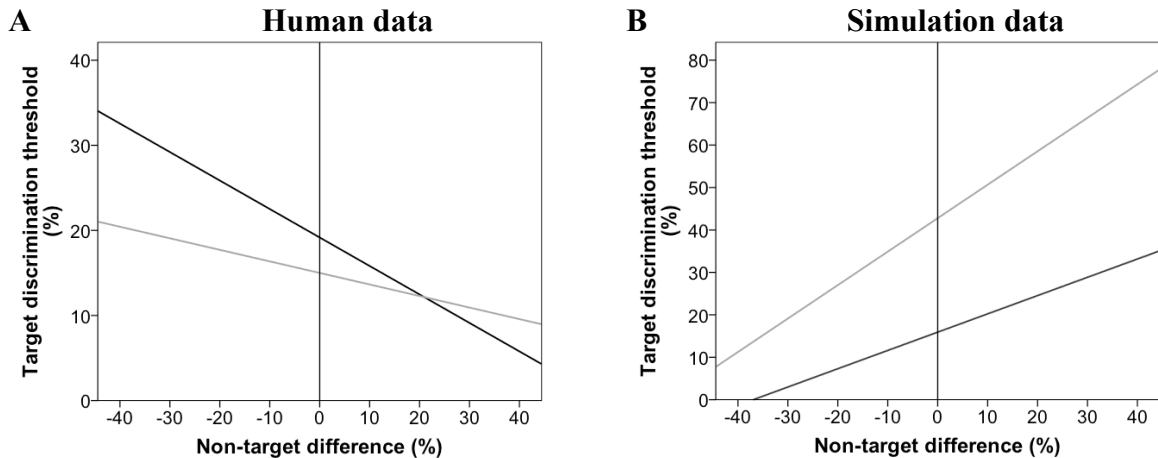 A
Human data
Target discrimination threshold
(%)
40
30
20
10
0
-40 -30 -20 -10 0 10 20 30 40
Non-target difference (%)
B
Simulation data
Target discrimination threshold
(%)
80
70
60
50
40
30
20
10
0
-40 -30 -20 -10 0 10 20 30 40
Non-target difference (%)